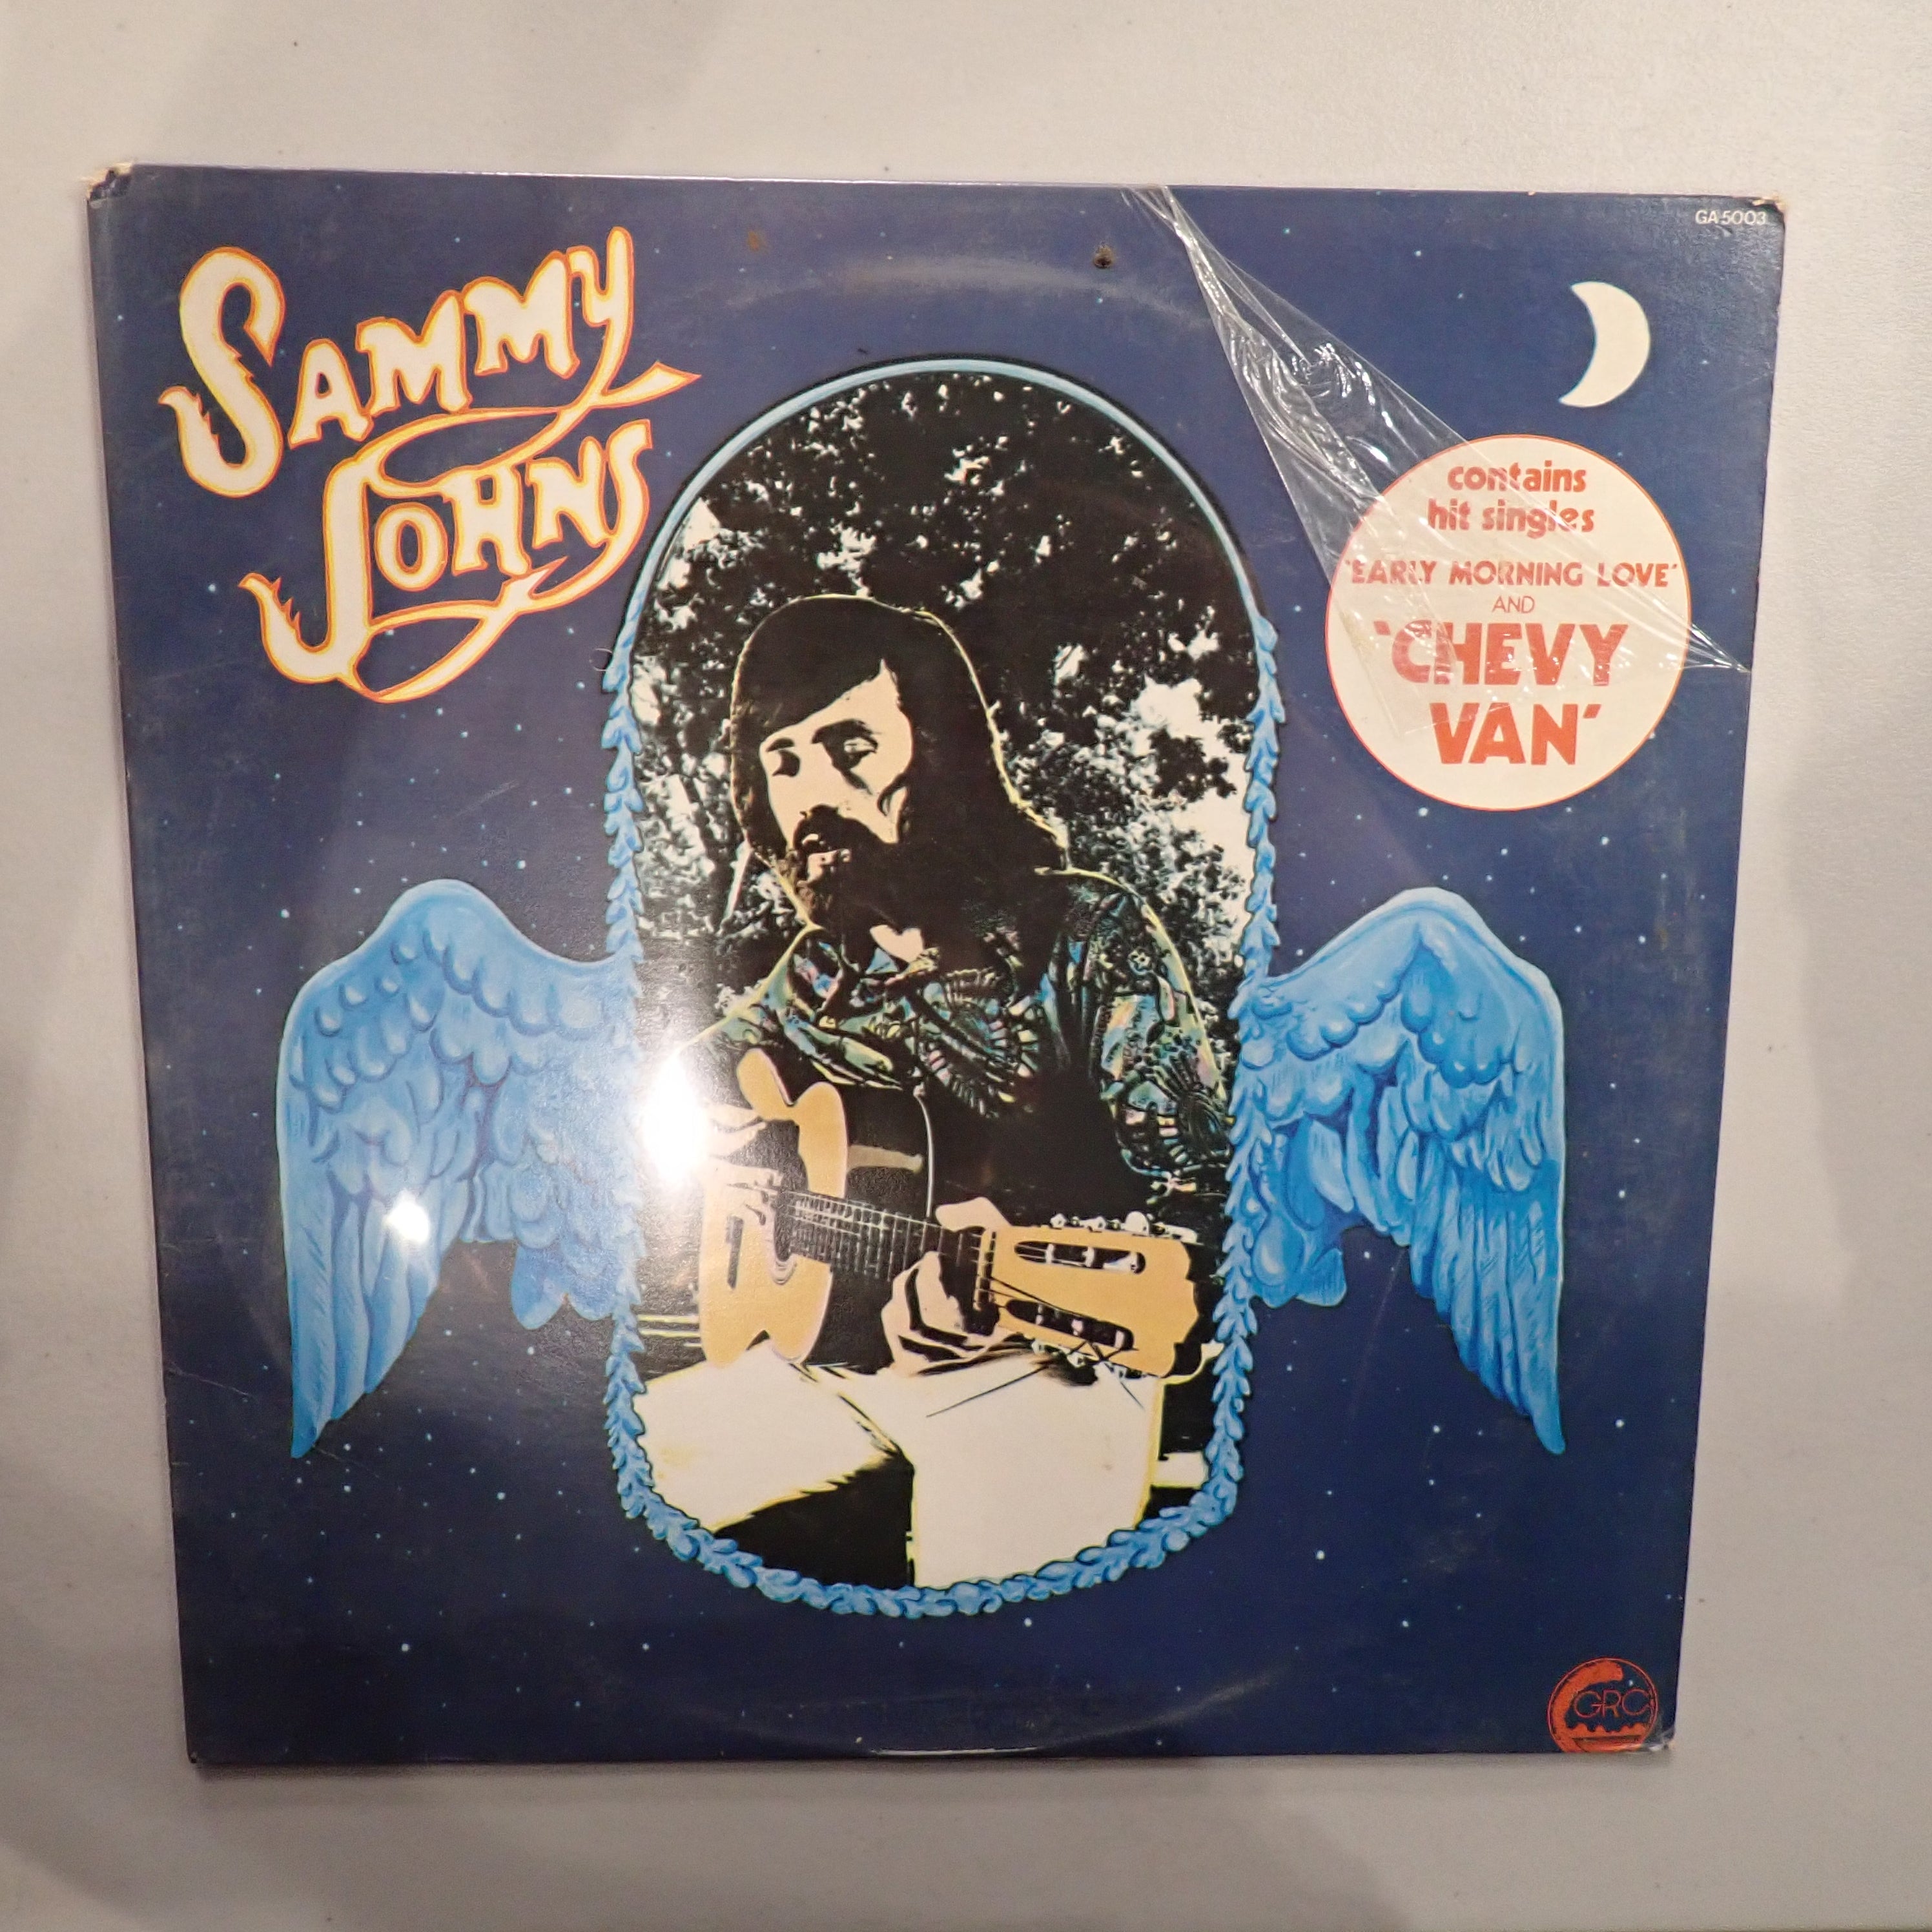 GA 5003
SAMMY
JOHNS
contains
hit singles
'EARLY MORNING LOVE'
AND
'CHEVY
VAN'
GRC